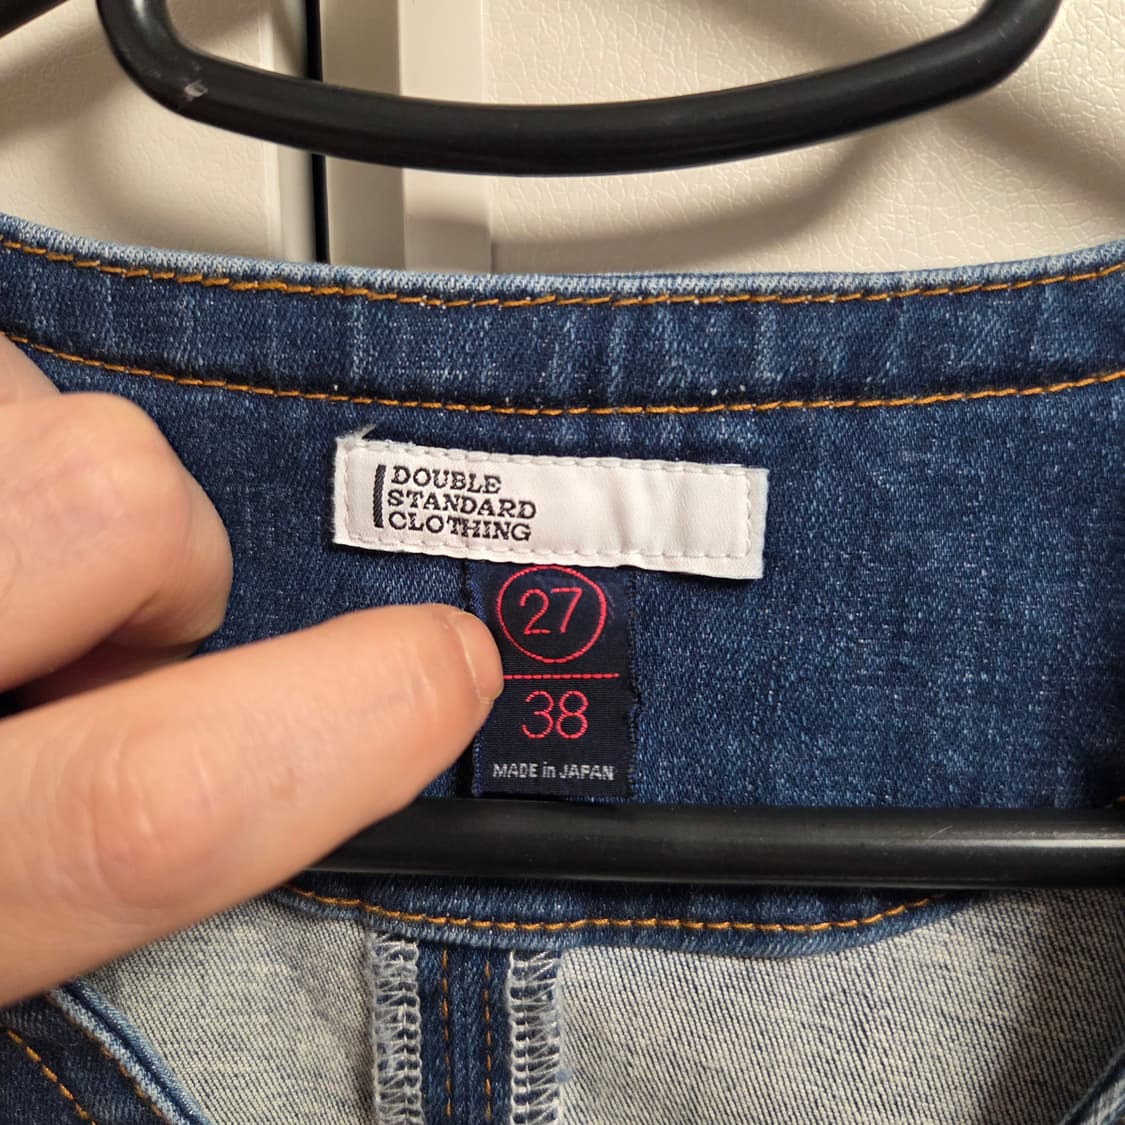 DOUBLE
STANDARD
CLOTHING
27
38
MADE in JAPAN